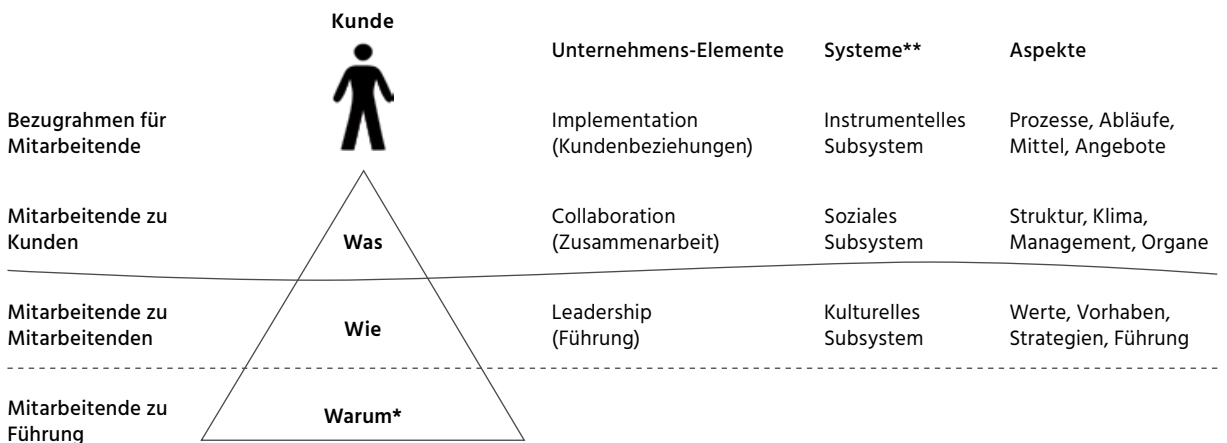 Kunde
Unternehmens-Elemente Systeme** Aspekte
Bezugrahmen für
Mitarbeitende
Implementation
(Kundenbeziehungen)
Instrumentelles
Subsystem
Prozesse, Abläufe,
Mittel, Angebote
Mitarbeitende zu
Kunden
Was
Collaboration
(Zusammenarbeit)
Soziales
Subsystem
Struktur, Klima,
Management, Organe
Mitarbeitende zu
Mitarbeitenden
Wie
Leadership
(Führung)
Kulturelles
Subsystem
Werte, Vorhaben,
Strategien, Führung
Mitarbeitende zu
Führung
Warum*